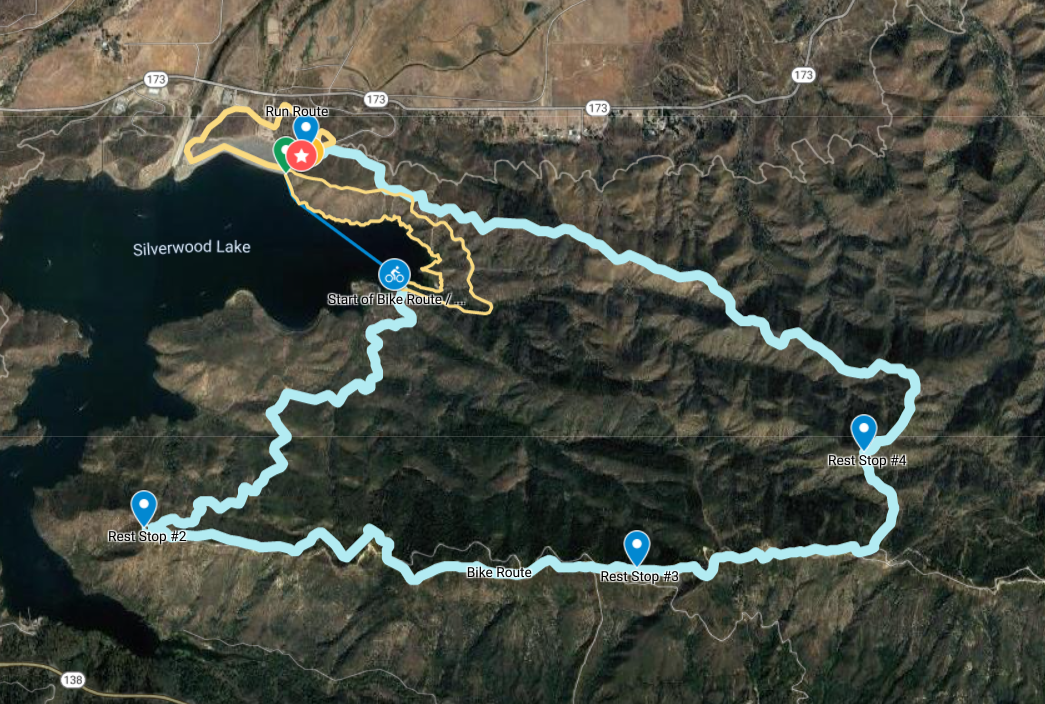 173
173
173
173
Run Route
Silverwood Lake
Start of Bike Route / ...
Rest Stop #4
Rest Stop #2
Bike Route
Rest Stop #3
138